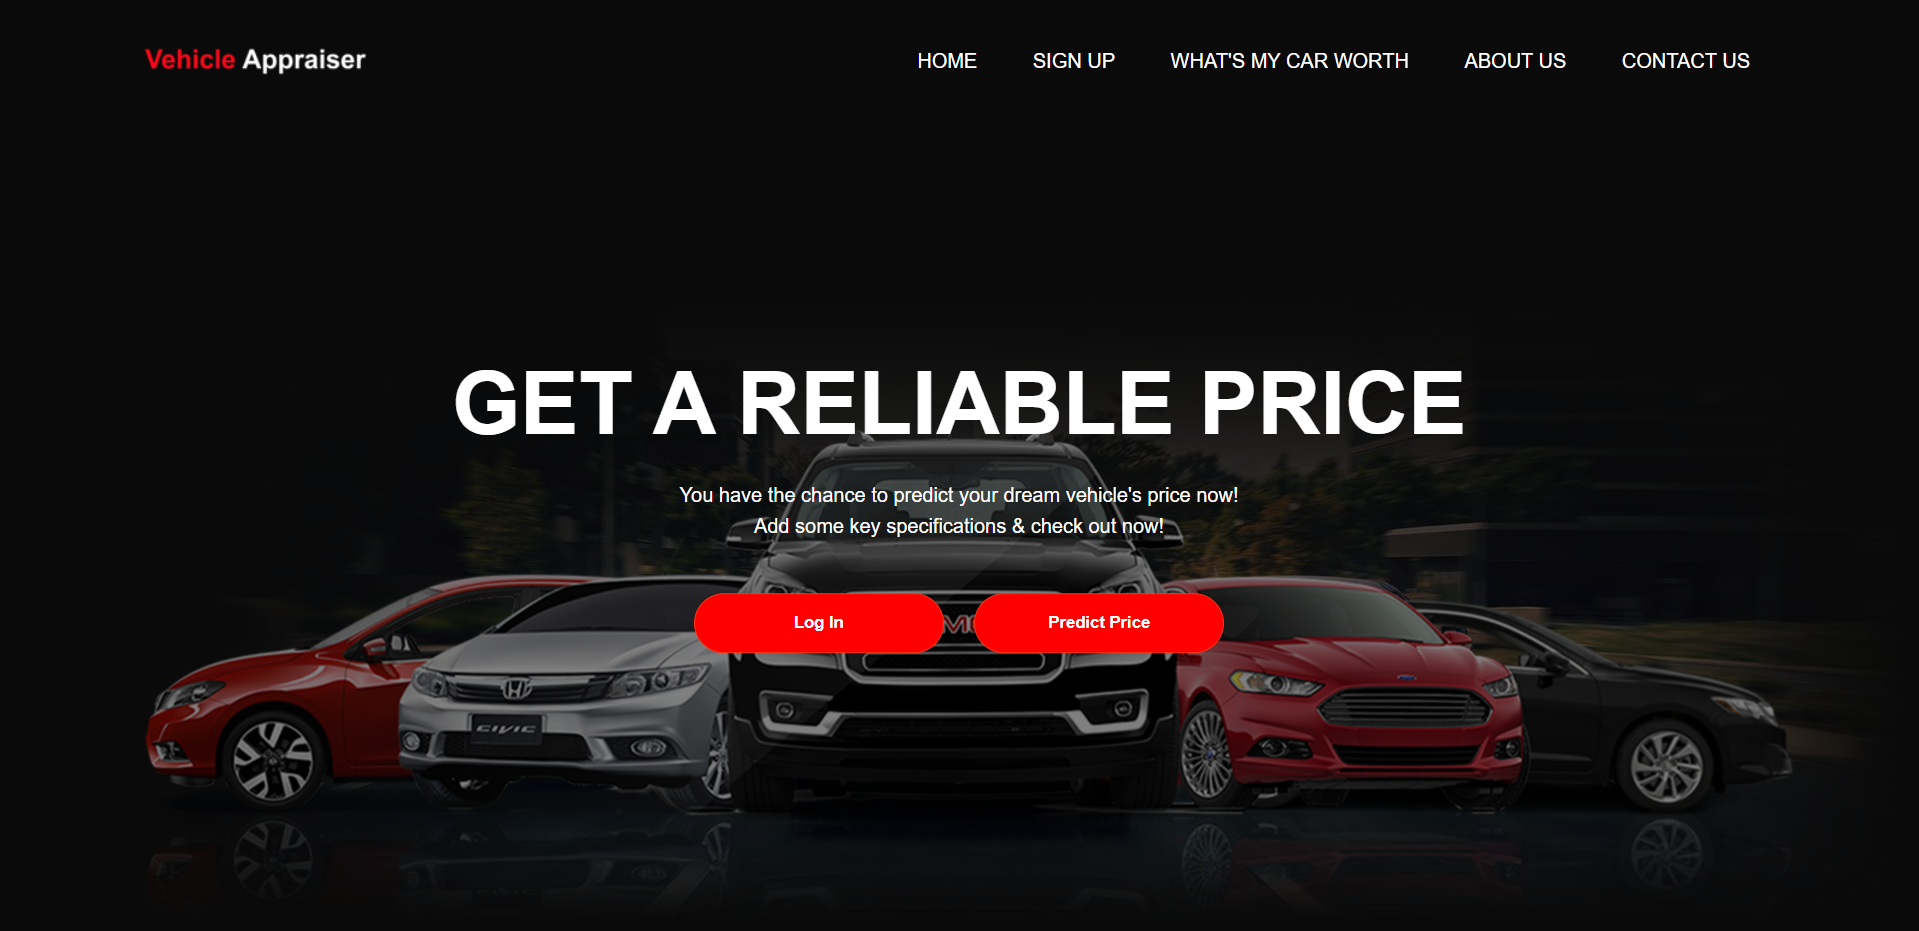 Vehicle Appraiser
HOME SIGN UP WHAT'S MY CAR WORTH ABOUT US CONTACT US
GET A RELIABLE PRICE
You have the chance to predict your dream vehicle's price now!
Add some key specifications & check out now!
Log In Predict Price
CIVIC